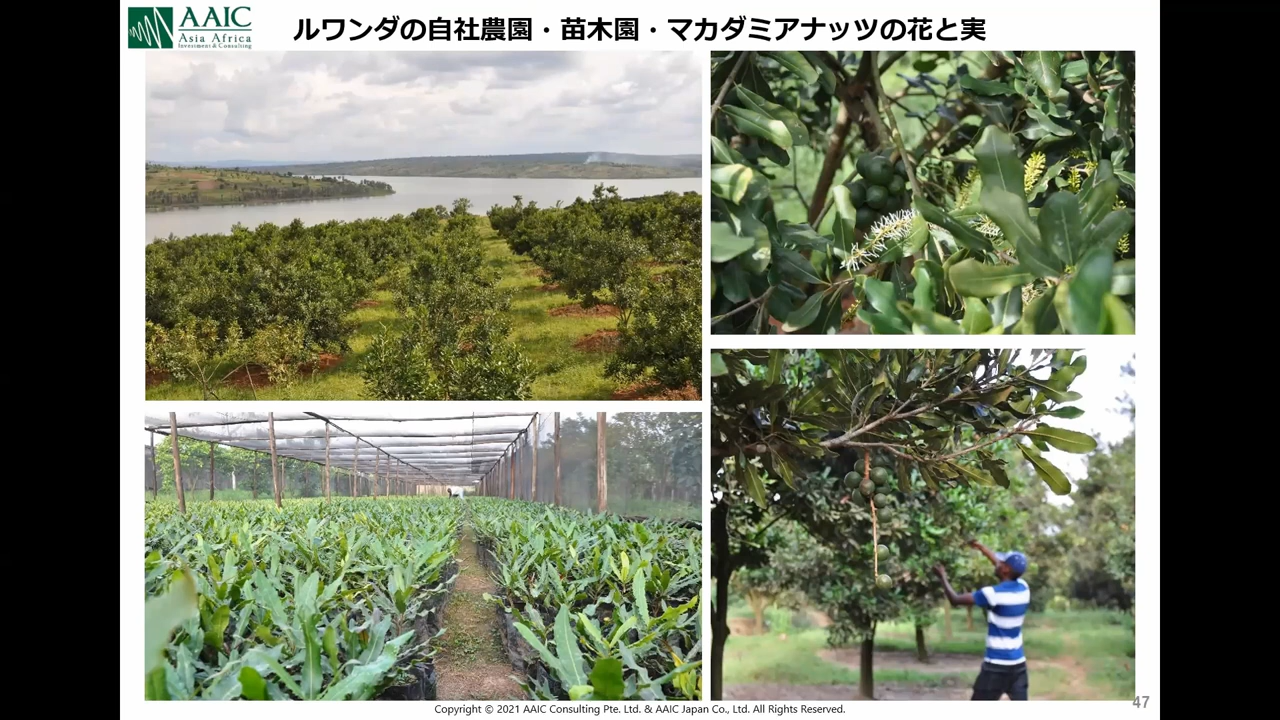 AAIC
Asia Africa
Investment & Consulting
ルワンダの自社農園・苗木園・マカダミアナッツの花と実
Copyright © 2021 AAIC Consulting Pte. Ltd. & AAIC Japan Co., Ltd. All Rights Reserved.
47